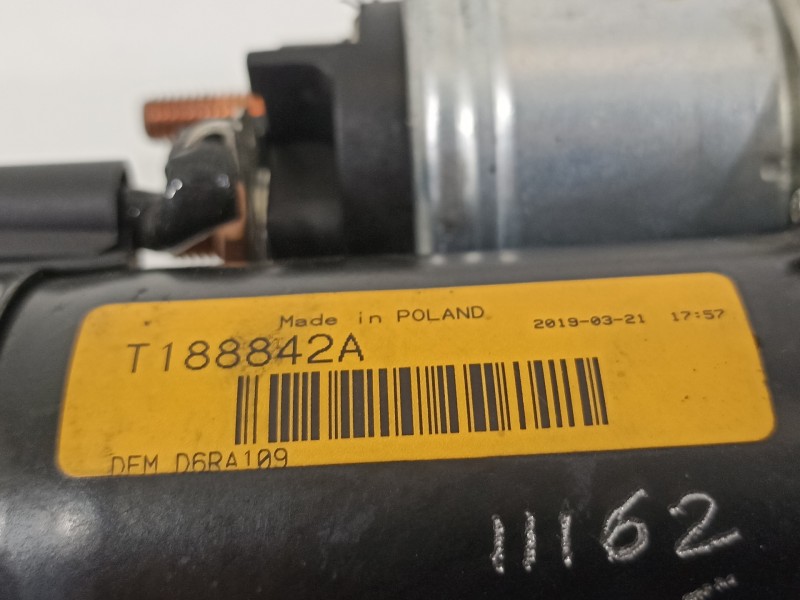 Made in POLAND
2019-03-21 17:57
T188842A
DEM D6RA109
11162